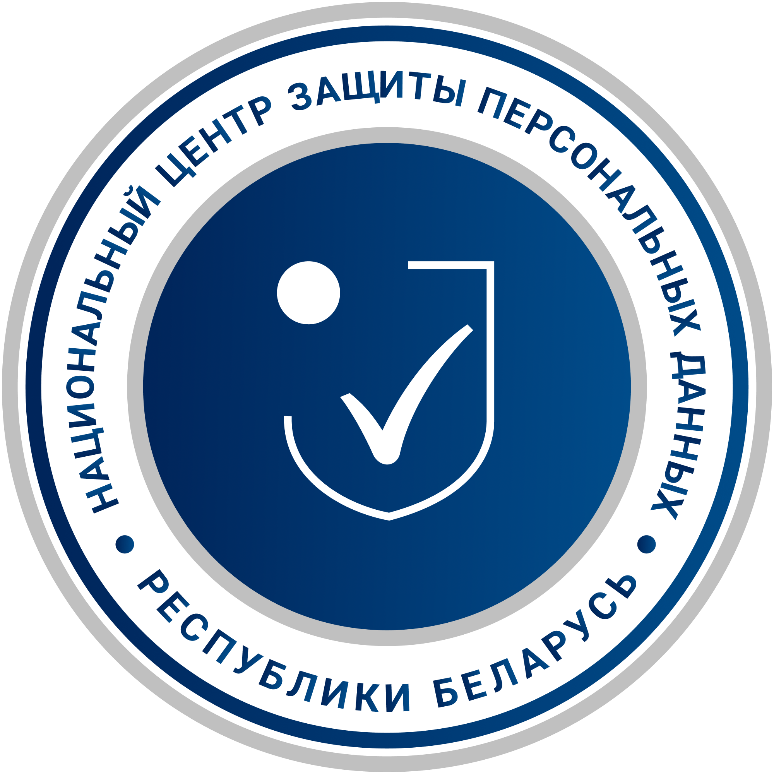 НАЦИОНАЛЬНЫЙ ЦЕНТР ЗАЩИТЫ ПЕРСОНАЛЬНЫХ ДАННЫХ
РЕСПУБЛИКИ БЕЛАРУСЬ